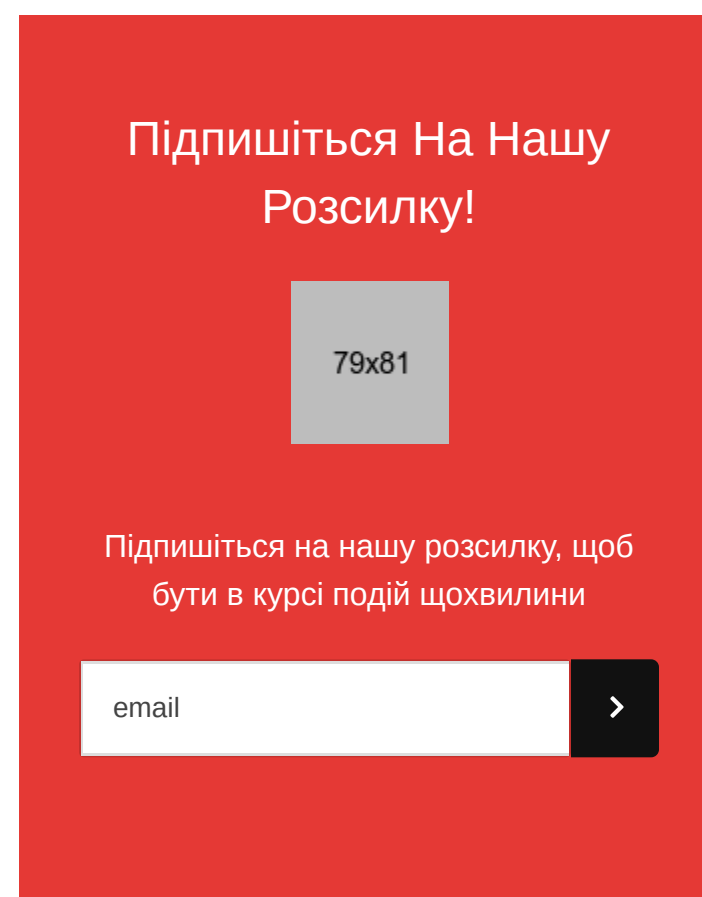 Підпишіться На Нашу
Розсилку!
79x81
Підпишіться на нашу розсилку, щоб
бути в курсі подій щохвилини
email